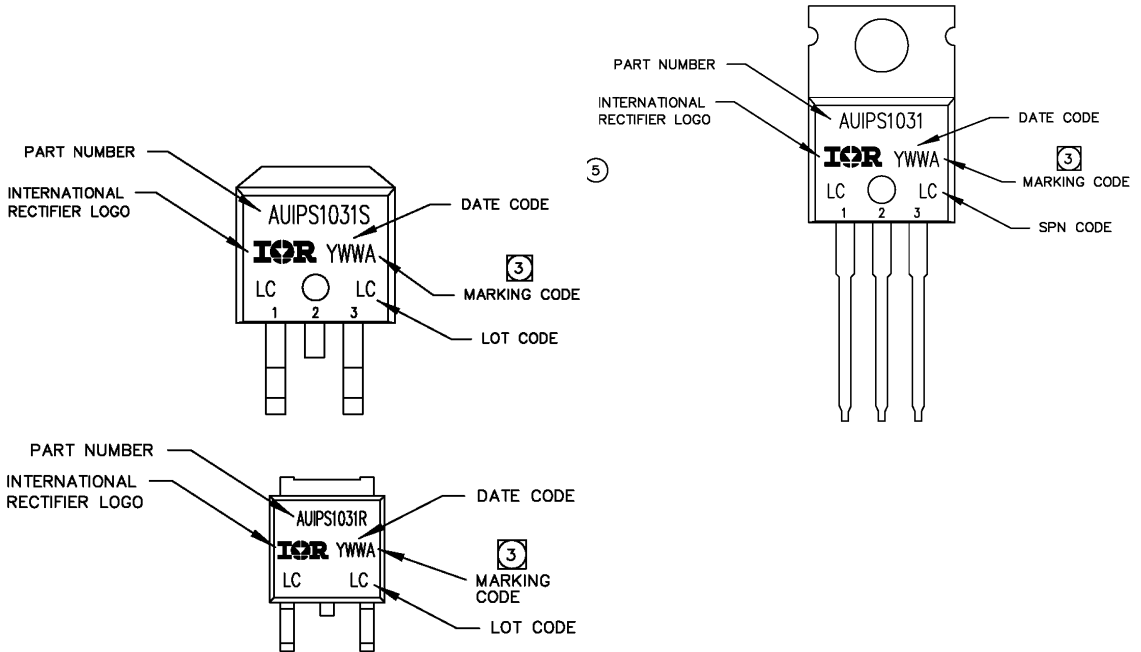 PART NUMBER
INTERNATIONAL
RECTIFIER LOGO
AUIPS1031S
IOR YWWA
LC LC
1 2 3
DATE CODE
3
MARKING CODE
LOT CODE
5
PART NUMBER
INTERNATIONAL
RECTIFIER LOGO
AUIPS1031
IOR YWWA
LC LC
1 2 3
DATE CODE
3
MARKING CODE
SPN CODE
PART NUMBER
INTERNATIONAL
RECTIFIER LOGO
AUIPS1031R
IOR YWWA
LC LC
DATE CODE
3
MARKING
CODE
LOT CODE